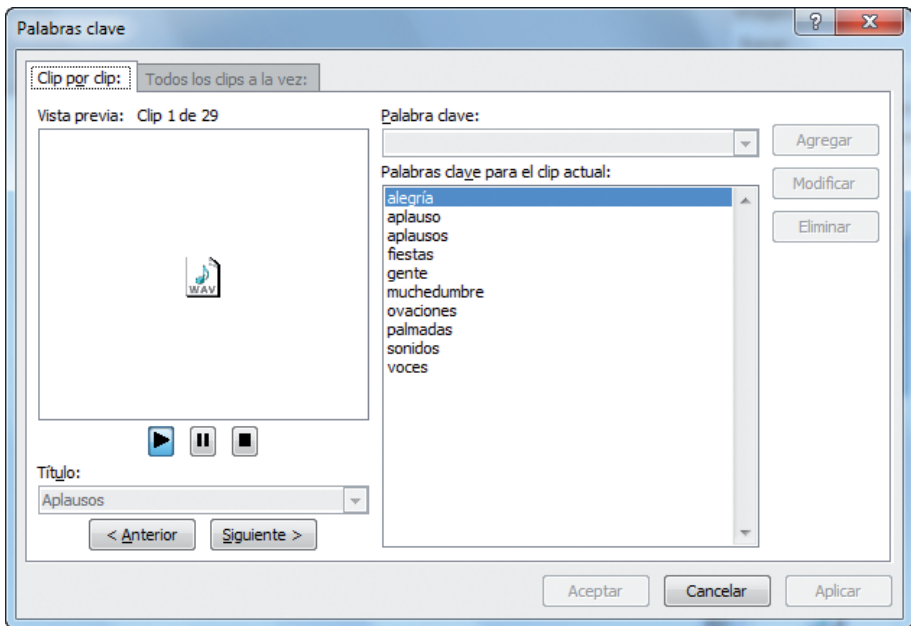 Palabras clave
Clip por clip:
Todos los clips a la vez:
Vista previa: Clip 1 de 29
WAV
Título:
Aplausos
< Anterior
Siguiente >
Palabra clave:
Palabras clave para el clip actual:
alegría
aplauso
aplausos
fiestas
gente
muchedumbre
ovaciones
palmadas
sonidos
voces
Agregar
Modificar
Eliminar
Aceptar
Cancelar
Aplicar